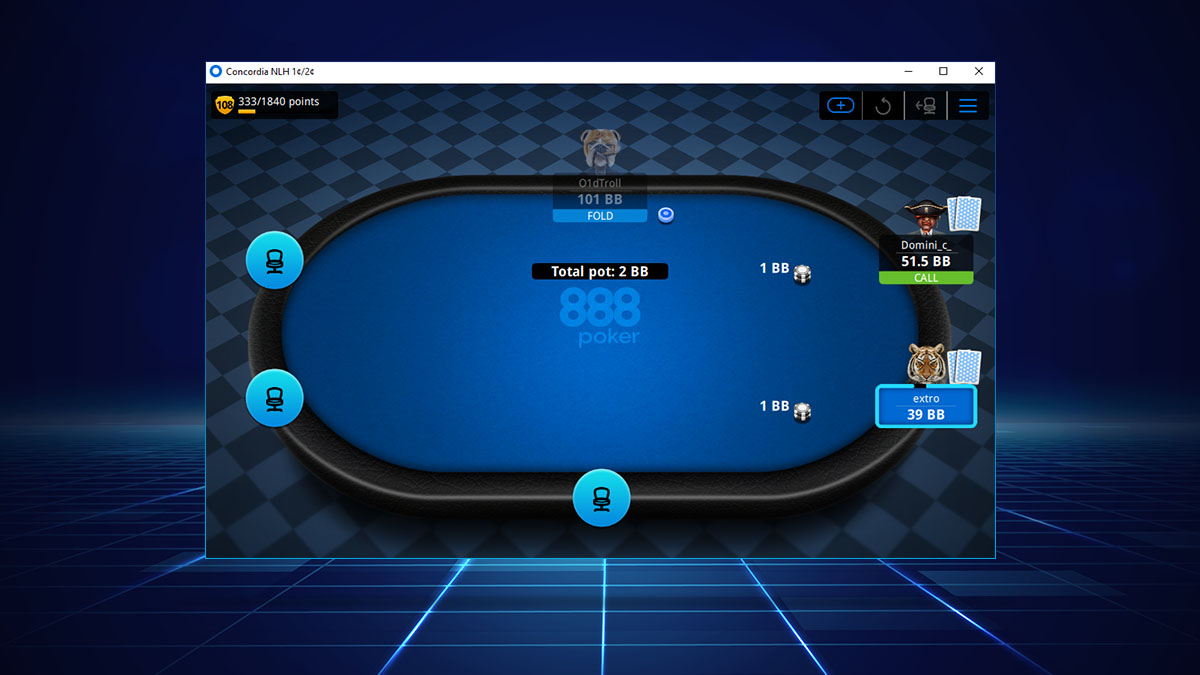 Concordia NLH 1¢/2¢
108
333/1840 points
O1dTroll
101 BB
FOLD
Domini_c_
51.5 BB
CALL
Total pot: 2 BB
1 BB
888
poker
extro
39 BB
1 BB